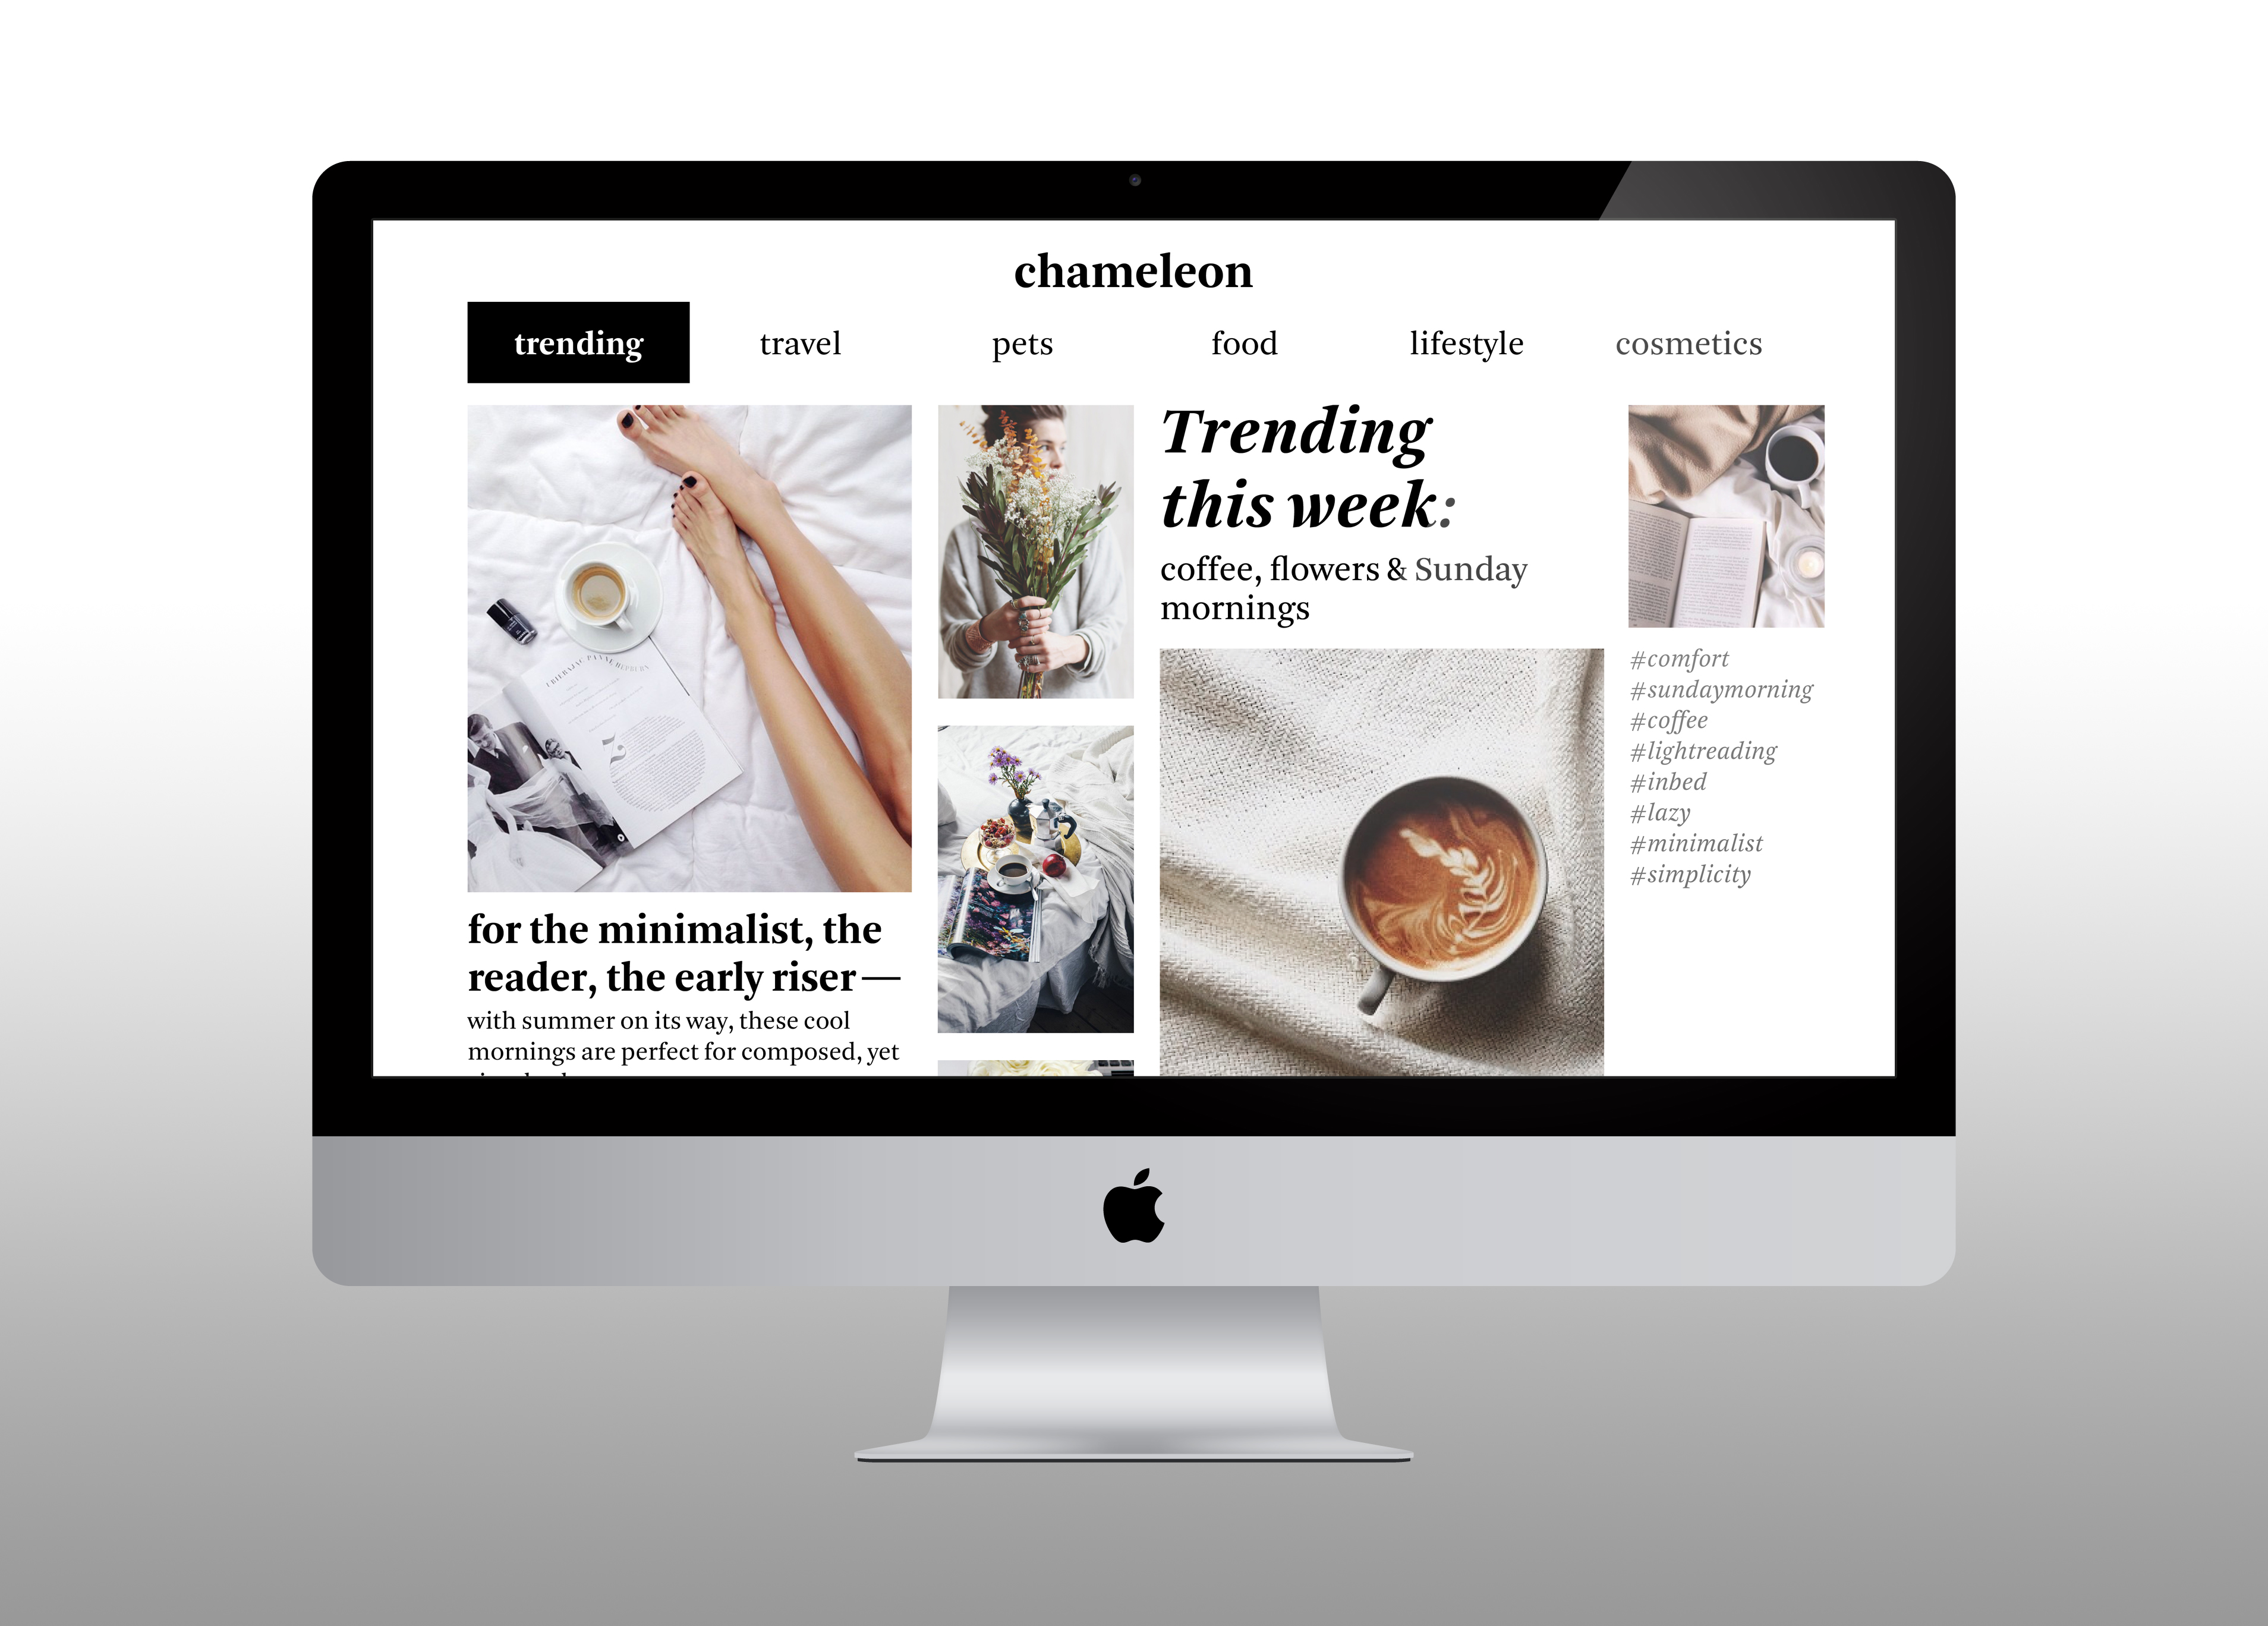 chameleon
trending
travel
pets
food
lifestyle
cosmetics
for the minimalist, the
reader, the early riser—
with summer on its way, these cool
mornings are perfect for composed, yet
Trending
this week:
coffee, flowers & Sunday
mornings
#comfort
#sundaymorning
#coffee
#lightreading
#inbed
#lazy
#minimalist
#simplicity